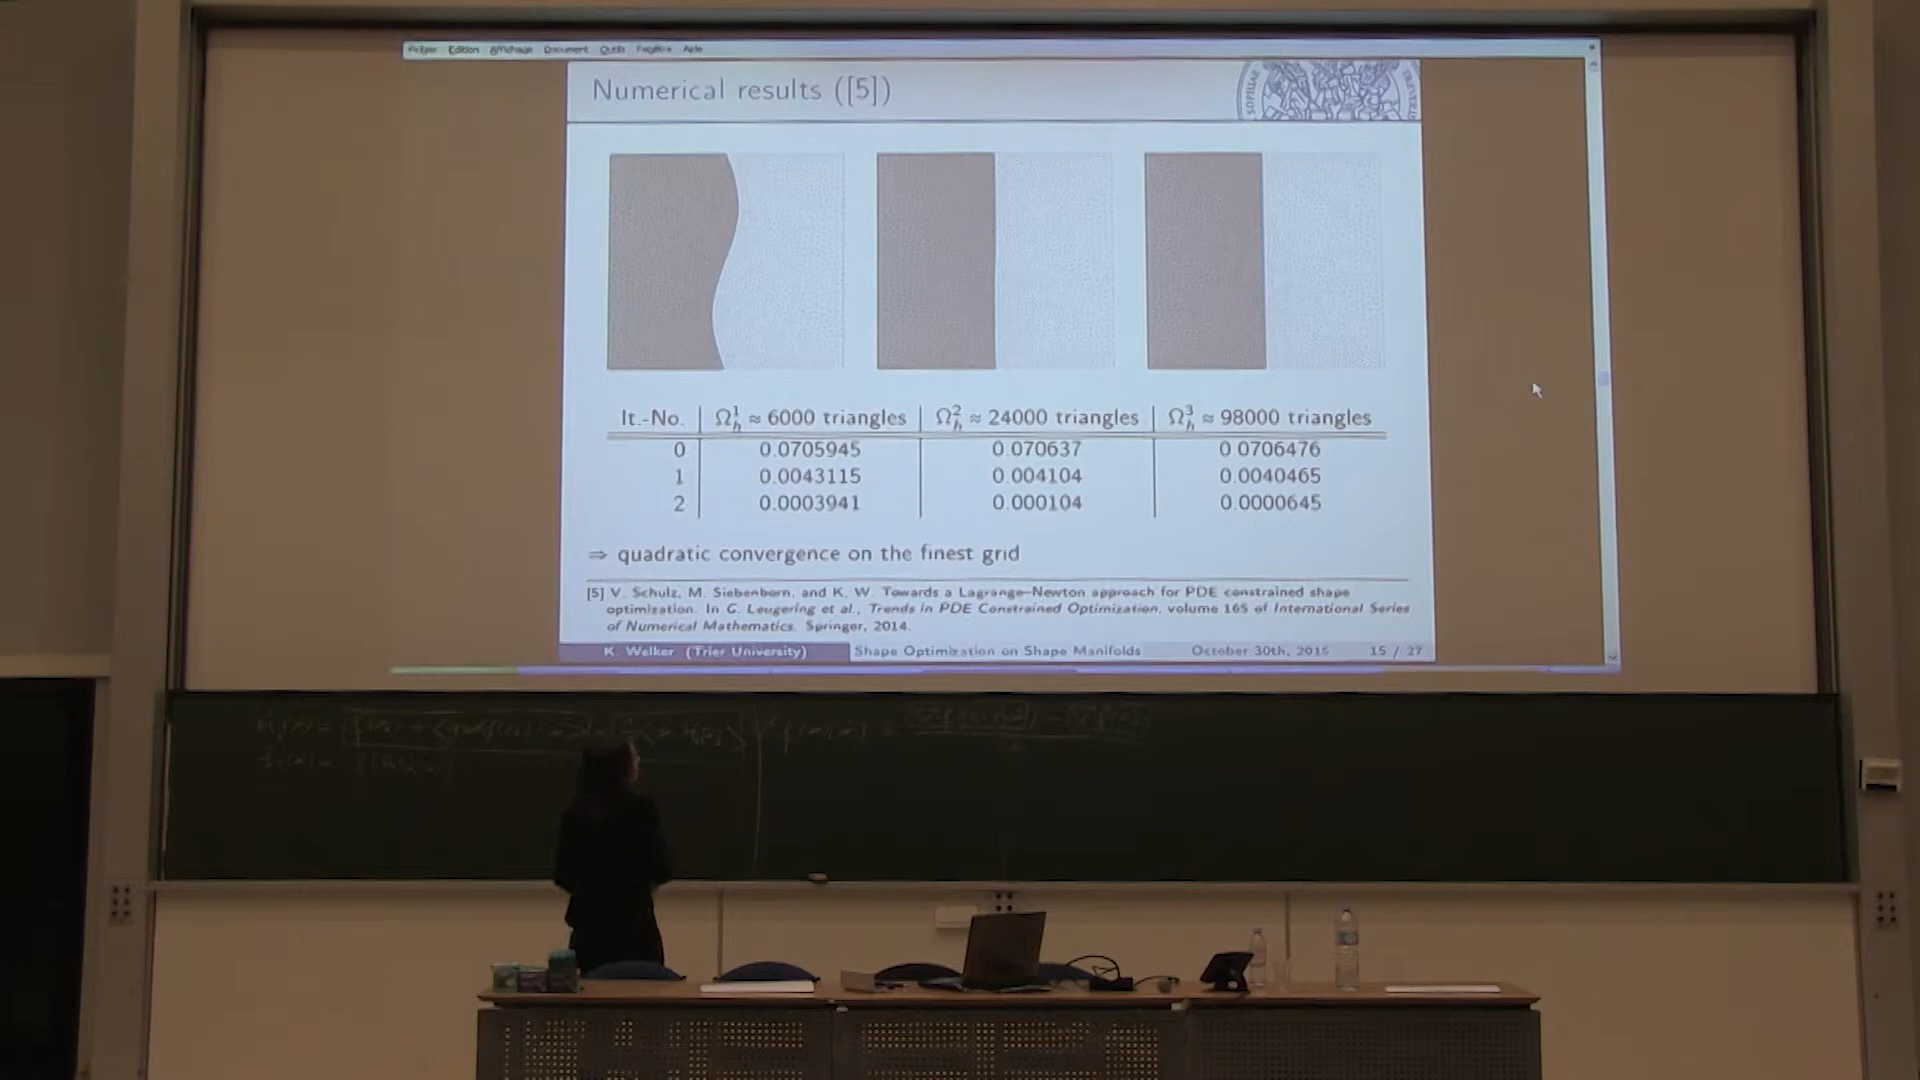 Fichier Edition Affichage Document Outils Fenêtre Aide
Numerical results ([5])
It.-No. Ω¹ₕ ≈ 6000 triangles Ω²ₕ ≈ 24000 triangles Ω³ₕ ≈ 98000 triangles
0 0.0705945 0.070637 0.0706476
1 0.0043115 0.004104 0.0040465
2 0.0003941 0.000104 0.0000645
⇒ quadratic convergence on the finest grid
[5] V. Schulz, M. Siebenborn, and K. W. Towards a Lagrange–Newton approach for PDE constrained shape
optimization. In G. Leugering et al., Trends in PDE Constrained Optimization, volume 165 of International Series
of Numerical Mathematics. Springer, 2014.
K. Welker (Trier University) Shape Optimization on Shape Manifolds October 30th, 2015 15 / 27